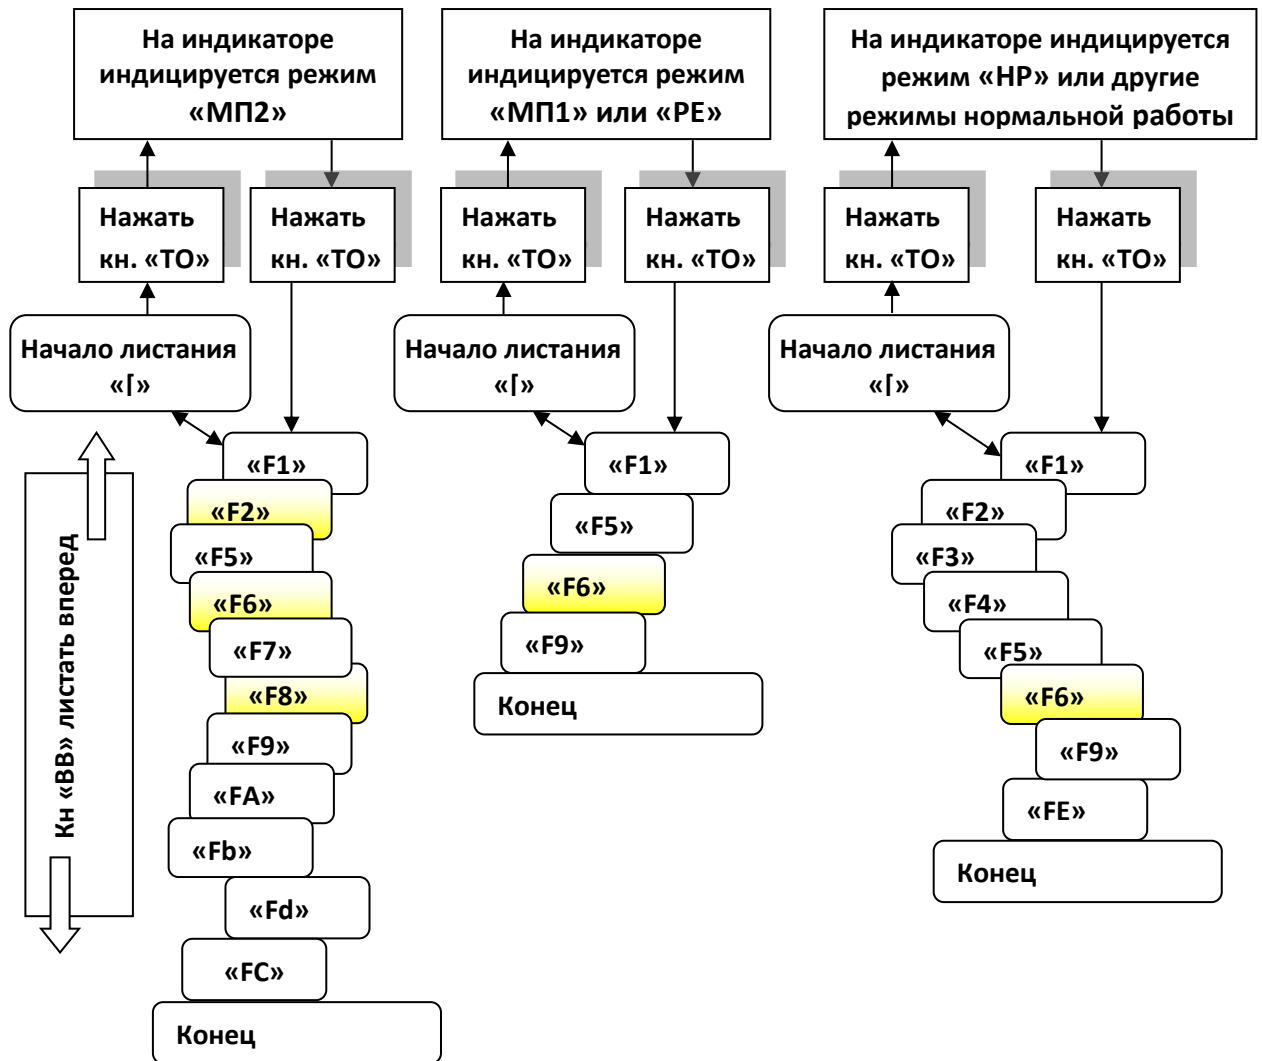 На индикаторе
индицируется режим
«МП2»
На индикаторе
индицируется режим
«МП1» или «РЕ»
На индикаторе индицируется
режим «НР» или другие
режимы нормальной работы
Нажать
кн. «ТО»
Нажать
кн. «ТО»
Нажать
кн. «ТО»
Нажать
кн. «ТО»
Нажать
кн. «ТО»
Нажать
кн. «ТО»
Начало листания
«[»
Начало листания
«[»
Начало листания
«[»
Кн «ВВ» листать вперед
«F1»
«F2»
«F5»
«F6»
«F7»
«F8»
«F9»
«FA»
«Fb»
«Fd»
«FC»
Конец
«F1»
«F5»
«F6»
«F9»
Конец
«F1»
«F2»
«F3»
«F4»
«F5»
«F6»
«F9»
«FE»
Конец